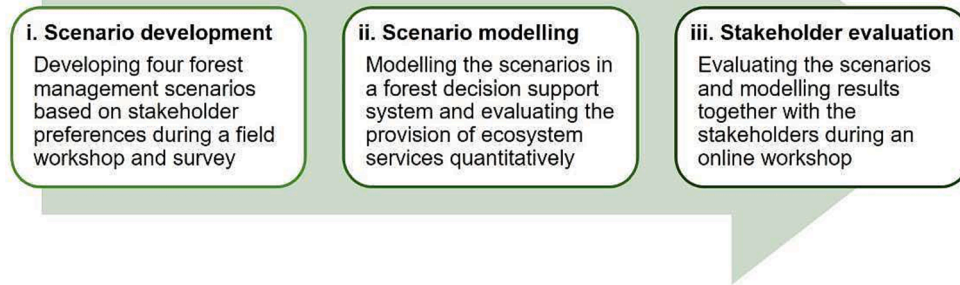 i. Scenario development
Developing four forest
management scenarios
based on stakeholder
preferences during a field
workshop and survey
ii. Scenario modelling
Modelling the scenarios in
a forest decision support
system and evaluating the
provision of ecosystem
services quantitatively
iii. Stakeholder evaluation
Evaluating the scenarios
and modelling results
together with the
stakeholders during an
online workshop